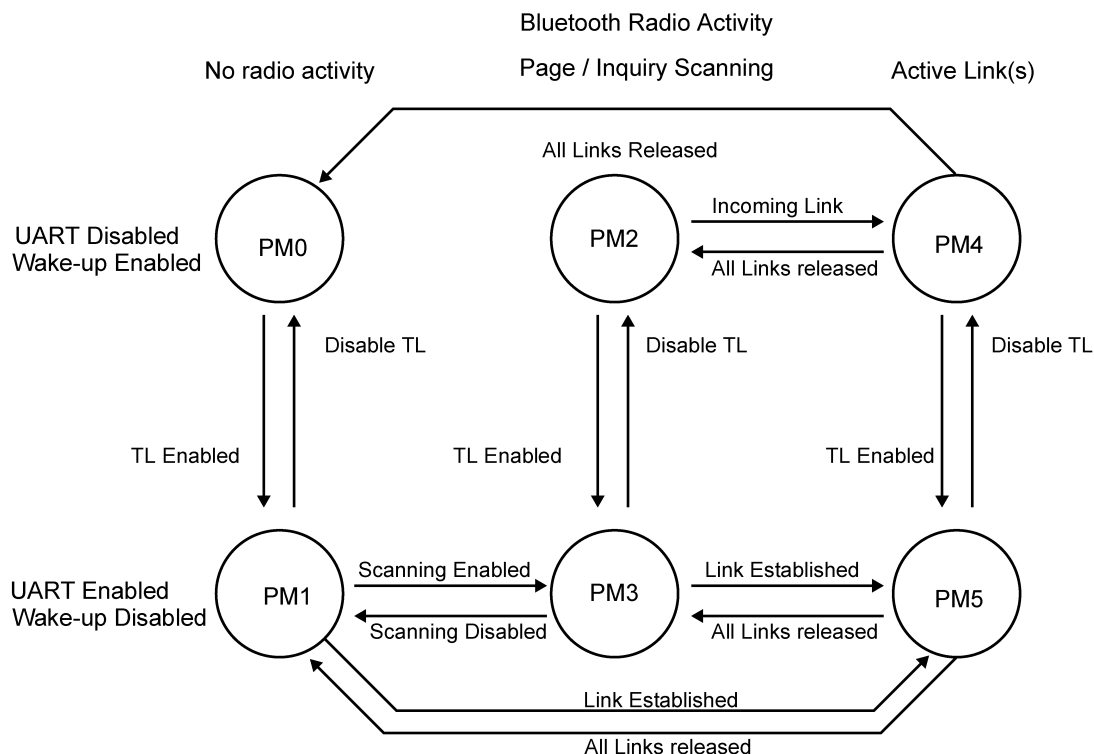 Bluetooth Radio Activity
No radio activity
Page / Inquiry Scanning
Active Link(s)
All Links Released
UART Disabled
Wake-up Enabled
PM0
PM2
Incoming Link
All Links released
PM4
Disable TL
Disable TL
Disable TL
TL Enabled
TL Enabled
TL Enabled
UART Enabled
Wake-up Disabled
PM1
Scanning Enabled
Scanning Disabled
PM3
Link Established
All Links released
PM5
Link Established
All Links released